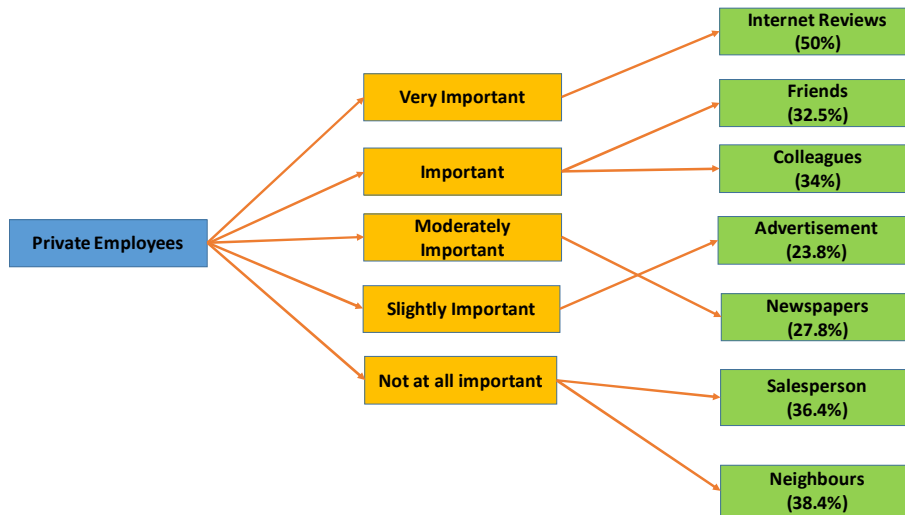 Private Employees
Very Important
Important
Moderately
Important
Slightly Important
Not at all important
Internet Reviews
(50%)
Friends
(32.5%)
Colleagues
(34%)
Advertisement
(23.8%)
Newspapers
(27.8%)
Salesperson
(36.4%)
Neighbours
(38.4%)